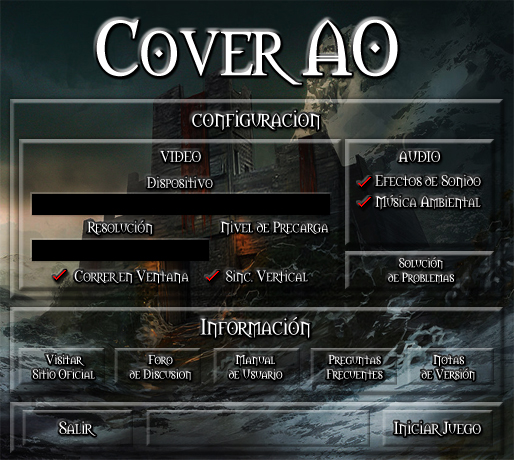 Cover AO
CONFIGURACION
VIDEO
AUDIO
Dispositivo
Efectos de Sonido
Música Ambiental
Resolución
Nivel de Precarga
Correr en Ventana
Sinc. Vertical
Solución
de Problemas
Información
Visitar
Sitio Oficial
Foro
de Discusion
Manual
de Usuario
Preguntas
Frecuentes
Notas
de Versión
Salir
Iniciar Juego